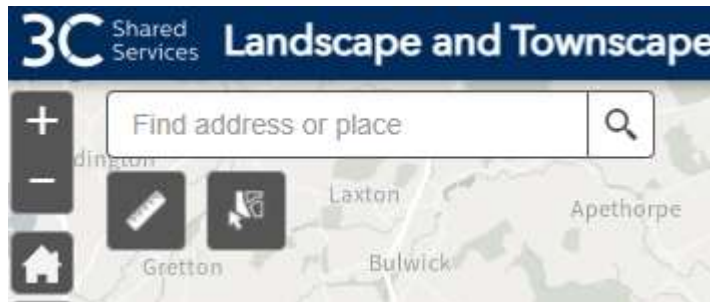 3C Shared Services Landscape and Townscape
+
Find address or place
−
Laxton
Apethorpe
Gretton
Bulwick